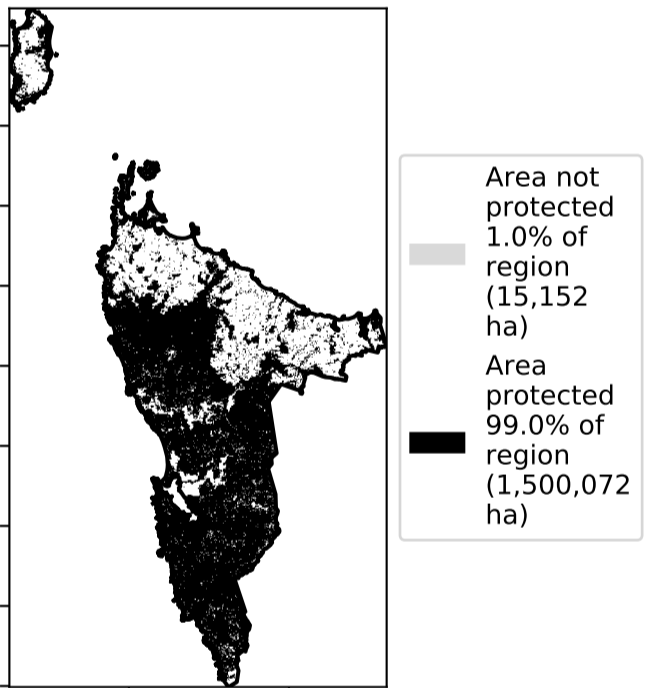 Area not
protected
1.0% of
region
(15,152
ha)
Area
protected
99.0% of
region
(1,500,072
ha)